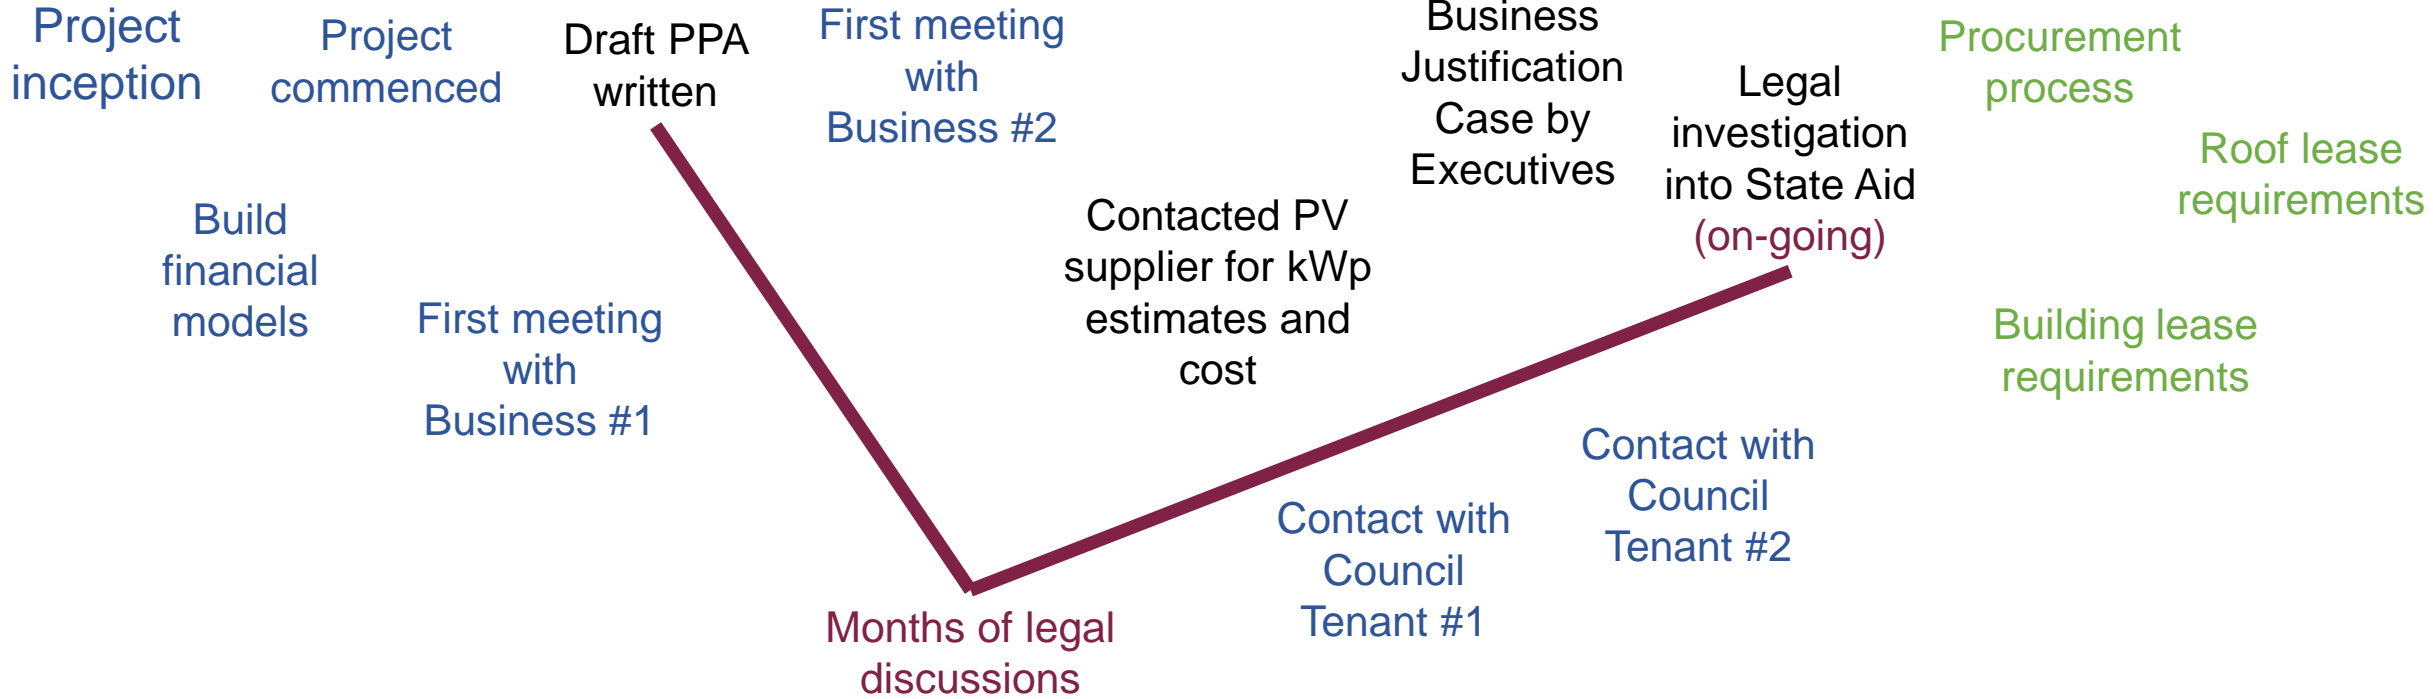 Project
inception
Project
commenced
Build
financial
models
First meeting
with
Business #1
Draft PPA
written
First meeting
with
Business #2
Months of legal
discussions
Contacted PV
supplier for kWp
estimates and
cost
Business
Justification
Case by
Executives
Contact with
Council
Tenant #1
Legal
investigation
into State Aid
(on-going)
Contact with
Council
Tenant #2
Procurement
process
Roof lease
requirements
Building lease
requirements